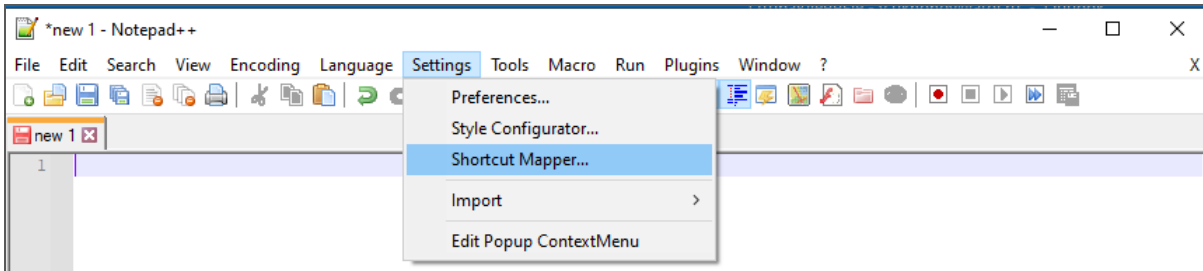 *new 1 - Notepad++
File Edit Search View Encoding Language Settings Tools Macro Run Plugins Window ? X
new 1
Preferences...
Style Configurator...
Shortcut Mapper...
Import
Edit Popup ContextMenu
1